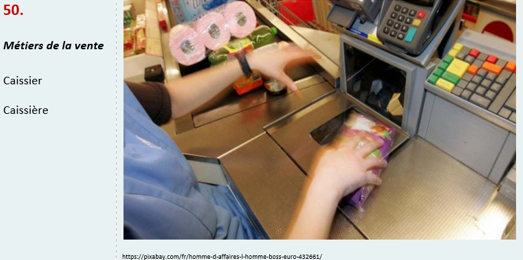 50.
Métiers de la vente
Caissier
Caissière
https://pixabay.com/fr/homme-d-affaires-l-homme-boss-euro-432661/